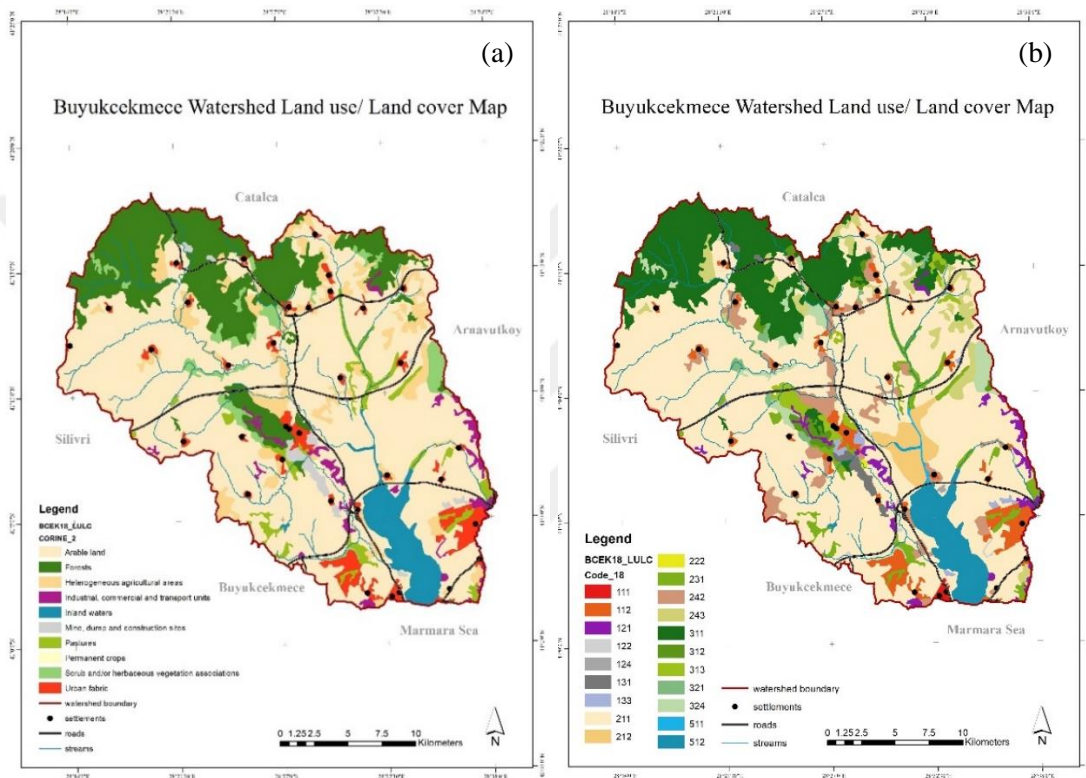 (a)
Buyukcekmece Watershed Land use/ Land cover Map
Catalca
Arnavutkoy
Silivri
Buyukcekmece
Marmara Sea
Legend
BCEK18_LULC
CORINE_2
Arable land
Forests
Heterogeneous agricultural areas
Industrial, commercial and transport units
Inland waters
Mine, dump and construction sites
Pastures
Permanent crops
Scrub and/or herbaceous vegetation associations
Urban fabric
watershed boundary
settlements
roads
streams
0 1.25 2.5 5 7.5 10
Kilometers
N
(b)
Buyukcekmece Watershed Land use/ Land cover Map
Catalca
Arnavutkoy
Silivri
Buyukcekmece
Marmara Sea
Legend
BCEK18_LULC
Code_18
111
112
121
122
124
131
133
211
212
222
231
242
243
311
312
313
321
324
511
512
watershed boundary
settlements
roads
streams
0 1.25 2.5 5 7.5 10
Kilometers
N